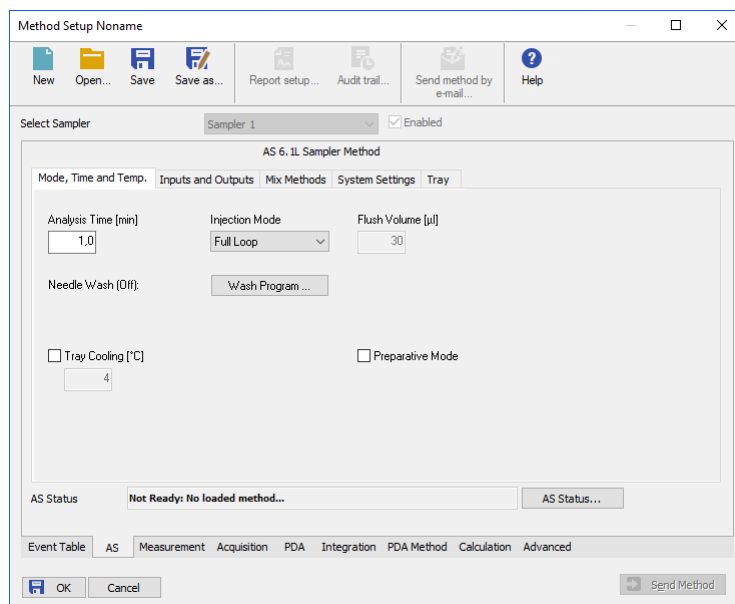 Method Setup Noname
New Open... Save Save as... Report setup... Audit trail... Send method by e-mail... Help
Select Sampler Sampler 1 Enabled
AS 6.1L Sampler Method
Mode, Time and Temp. Inputs and Outputs Mix Methods System Settings Tray
Analysis Time [min] Injection Mode Flush Volume [µl]
1,0 Full Loop 30
Needle Wash (Off): Wash Program ...
Tray Cooling [°C] Preparative Mode
4
AS Status Not Ready: No loaded method... AS Status...
Event Table AS Measurement Acquisition PDA Integration PDA Method Calculation Advanced
OK Cancel Send Method